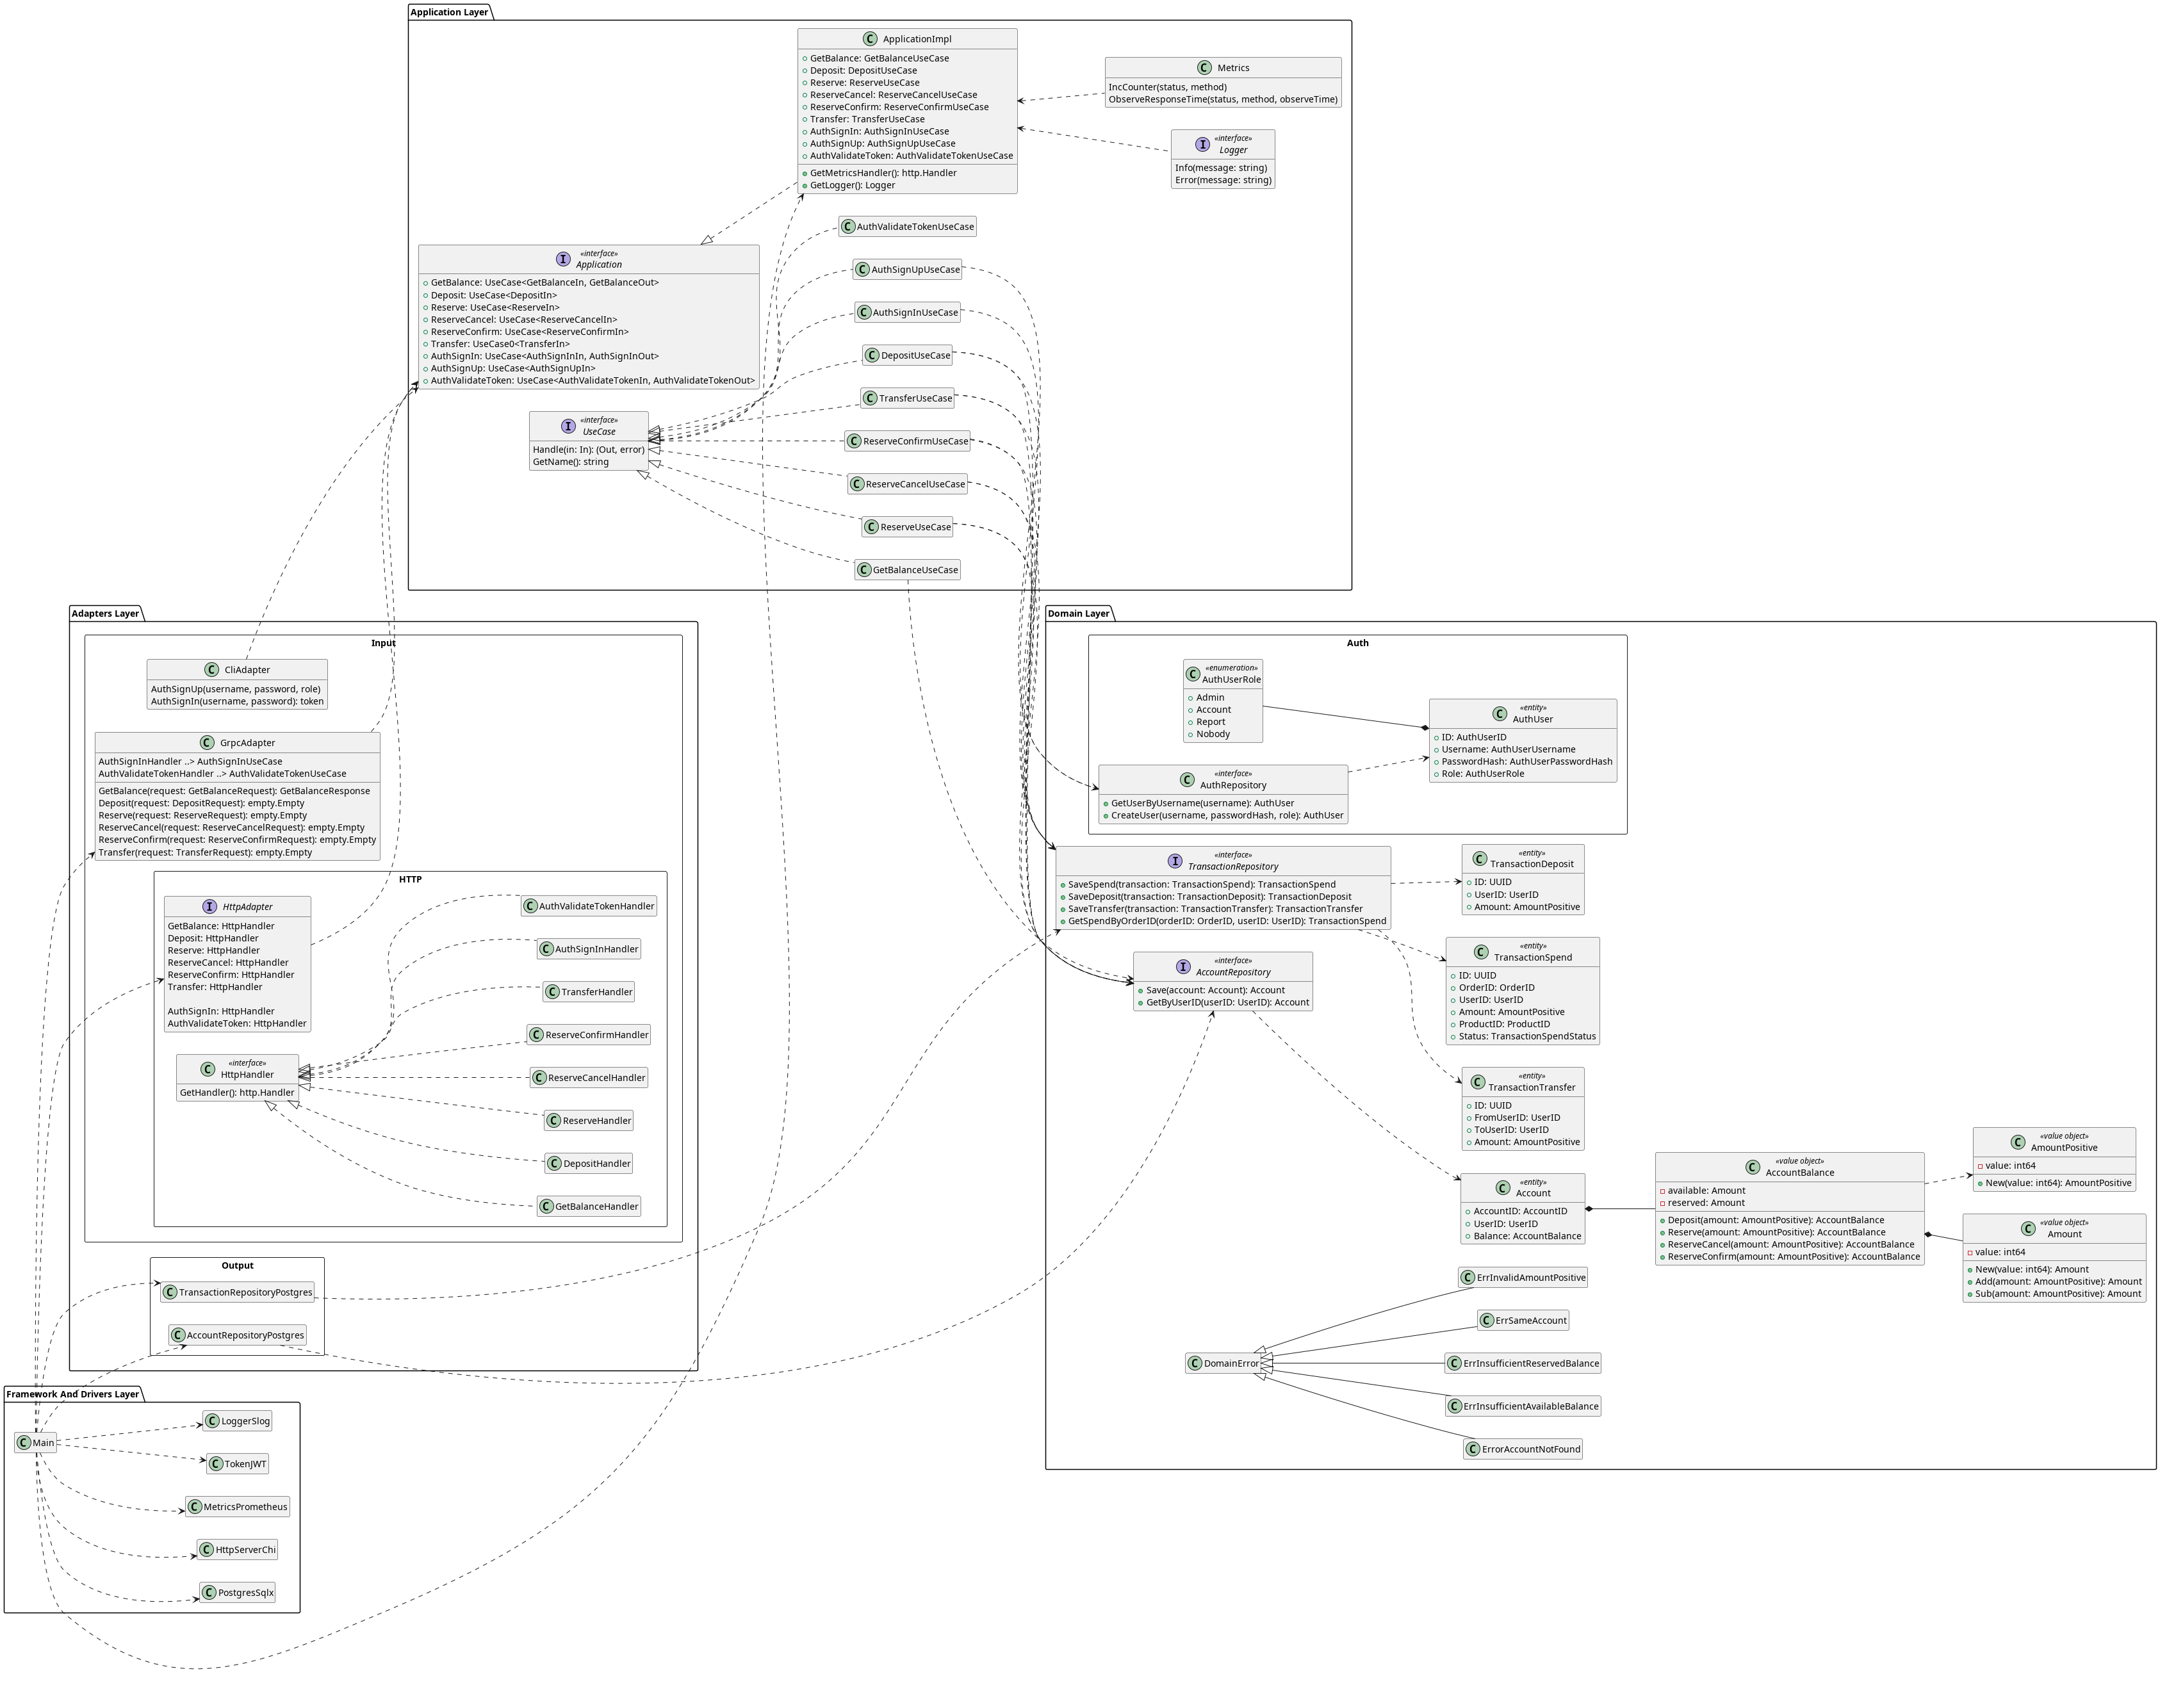 Application Layer
ApplicationImpl
GetBalance: GetBalanceUseCase
Deposit: DepositUseCase
Reserve: ReserveUseCase
ReserveCancel: ReserveCancelUseCase
ReserveConfirm: ReserveConfirmUseCase
Transfer: TransferUseCase
AuthSignIn: AuthSignInUseCase
AuthSignUp: AuthSignUpUseCase
AuthValidateToken: AuthValidateTokenUseCase
GetMetricsHandler(): http.Handler
GetLogger(): Logger
Metrics
IncCounter(status, method)
ObserveResponseTime(status, method, observeTime)
«interface»
Logger
Info(message: string)
Error(message: string)
«interface»
Application
GetBalance: UseCase<GetBalanceIn, GetBalanceOut>
Deposit: UseCase<DepositIn>
Reserve: UseCase<ReserveIn>
ReserveCancel: UseCase<ReserveCancelIn>
ReserveConfirm: UseCase<ReserveConfirmIn>
Transfer: UseCase0<TransferIn>
AuthSignIn: UseCase<AuthSignInIn, AuthSignInOut>
AuthSignUp: UseCase<AuthSignUpIn>
AuthValidateToken: UseCase<AuthValidateTokenIn, AuthValidateTokenOut>
«interface»
UseCase
Handle(in: In): (Out, error)
GetName(): string
AuthValidateTokenUseCase
AuthSignUpUseCase
AuthSignInUseCase
DepositUseCase
TransferUseCase
ReserveConfirmUseCase
ReserveCancelUseCase
ReserveUseCase
GetBalanceUseCase
Adapters Layer
Input
CliAdapter
AuthSignUp(username, password, role)
AuthSignIn(username, password): token
GrpcAdapter
AuthSignInHandler ..> AuthSignInUseCase
AuthValidateTokenHandler ..> AuthValidateTokenUseCase
GetBalance(request: GetBalanceRequest): GetBalanceResponse
Deposit(request: DepositRequest): empty.Empty
Reserve(request: ReserveRequest): empty.Empty
ReserveCancel(request: ReserveCancelRequest): empty.Empty
ReserveConfirm(request: ReserveConfirmRequest): empty.Empty
Transfer(request: TransferRequest): empty.Empty
HTTP
HttpAdapter
GetBalance: HttpHandler
Deposit: HttpHandler
Reserve: HttpHandler
ReserveCancel: HttpHandler
ReserveConfirm: HttpHandler
Transfer: HttpHandler
AuthSignIn: HttpHandler
AuthValidateToken: HttpHandler
«interface»
HttpHandler
GetHandler(): http.Handler
AuthValidateTokenHandler
AuthSignInHandler
TransferHandler
ReserveConfirmHandler
ReserveCancelHandler
ReserveHandler
DepositHandler
GetBalanceHandler
Output
TransactionRepositoryPostgres
AccountRepositoryPostgres
Framework And Drivers Layer
Main
LoggerSlog
TokenJWT
MetricsPrometheus
HttpServerChi
PostgresSqlx
Domain Layer
Auth
«enumeration»
AuthUserRole
Admin
Account
Report
Nobody
«entity»
AuthUser
ID: AuthUserID
Username: AuthUserUsername
PasswordHash: AuthUserPasswordHash
Role: AuthUserRole
«interface»
AuthRepository
GetUserByUsername(username): AuthUser
CreateUser(username, passwordHash, role): AuthUser
«interface»
TransactionRepository
SaveSpend(transaction: TransactionSpend): TransactionSpend
SaveDeposit(transaction: TransactionDeposit): TransactionDeposit
SaveTransfer(transaction: TransactionTransfer): TransactionTransfer
GetSpendByOrderID(orderID: OrderID, userID: UserID): TransactionSpend
«interface»
AccountRepository
Save(account: Account): Account
GetByUserID(userID: UserID): Account
«entity»
TransactionDeposit
ID: UUID
UserID: UserID
Amount: AmountPositive
«entity»
TransactionSpend
ID: UUID
OrderID: OrderID
UserID: UserID
Amount: AmountPositive
ProductID: ProductID
Status: TransactionSpendStatus
«entity»
TransactionTransfer
ID: UUID
FromUserID: UserID
ToUserID: UserID
Amount: AmountPositive
«entity»
Account
AccountID: AccountID
UserID: UserID
Balance: AccountBalance
«value object»
AccountBalance
available: Amount
reserved: Amount
Deposit(amount: AmountPositive): AccountBalance
Reserve(amount: AmountPositive): AccountBalance
ReserveCancel(amount: AmountPositive): AccountBalance
ReserveConfirm(amount: AmountPositive): AccountBalance
«value object»
AmountPositive
value: int64
New(value: int64): AmountPositive
«value object»
Amount
value: int64
New(value: int64): Amount
Add(amount: AmountPositive): Amount
Sub(amount: AmountPositive): Amount
DomainError
ErrInvalidAmountPositive
ErrSameAccount
ErrInsufficientReservedBalance
ErrInsufficientAvailableBalance
ErrorAccountNotFound